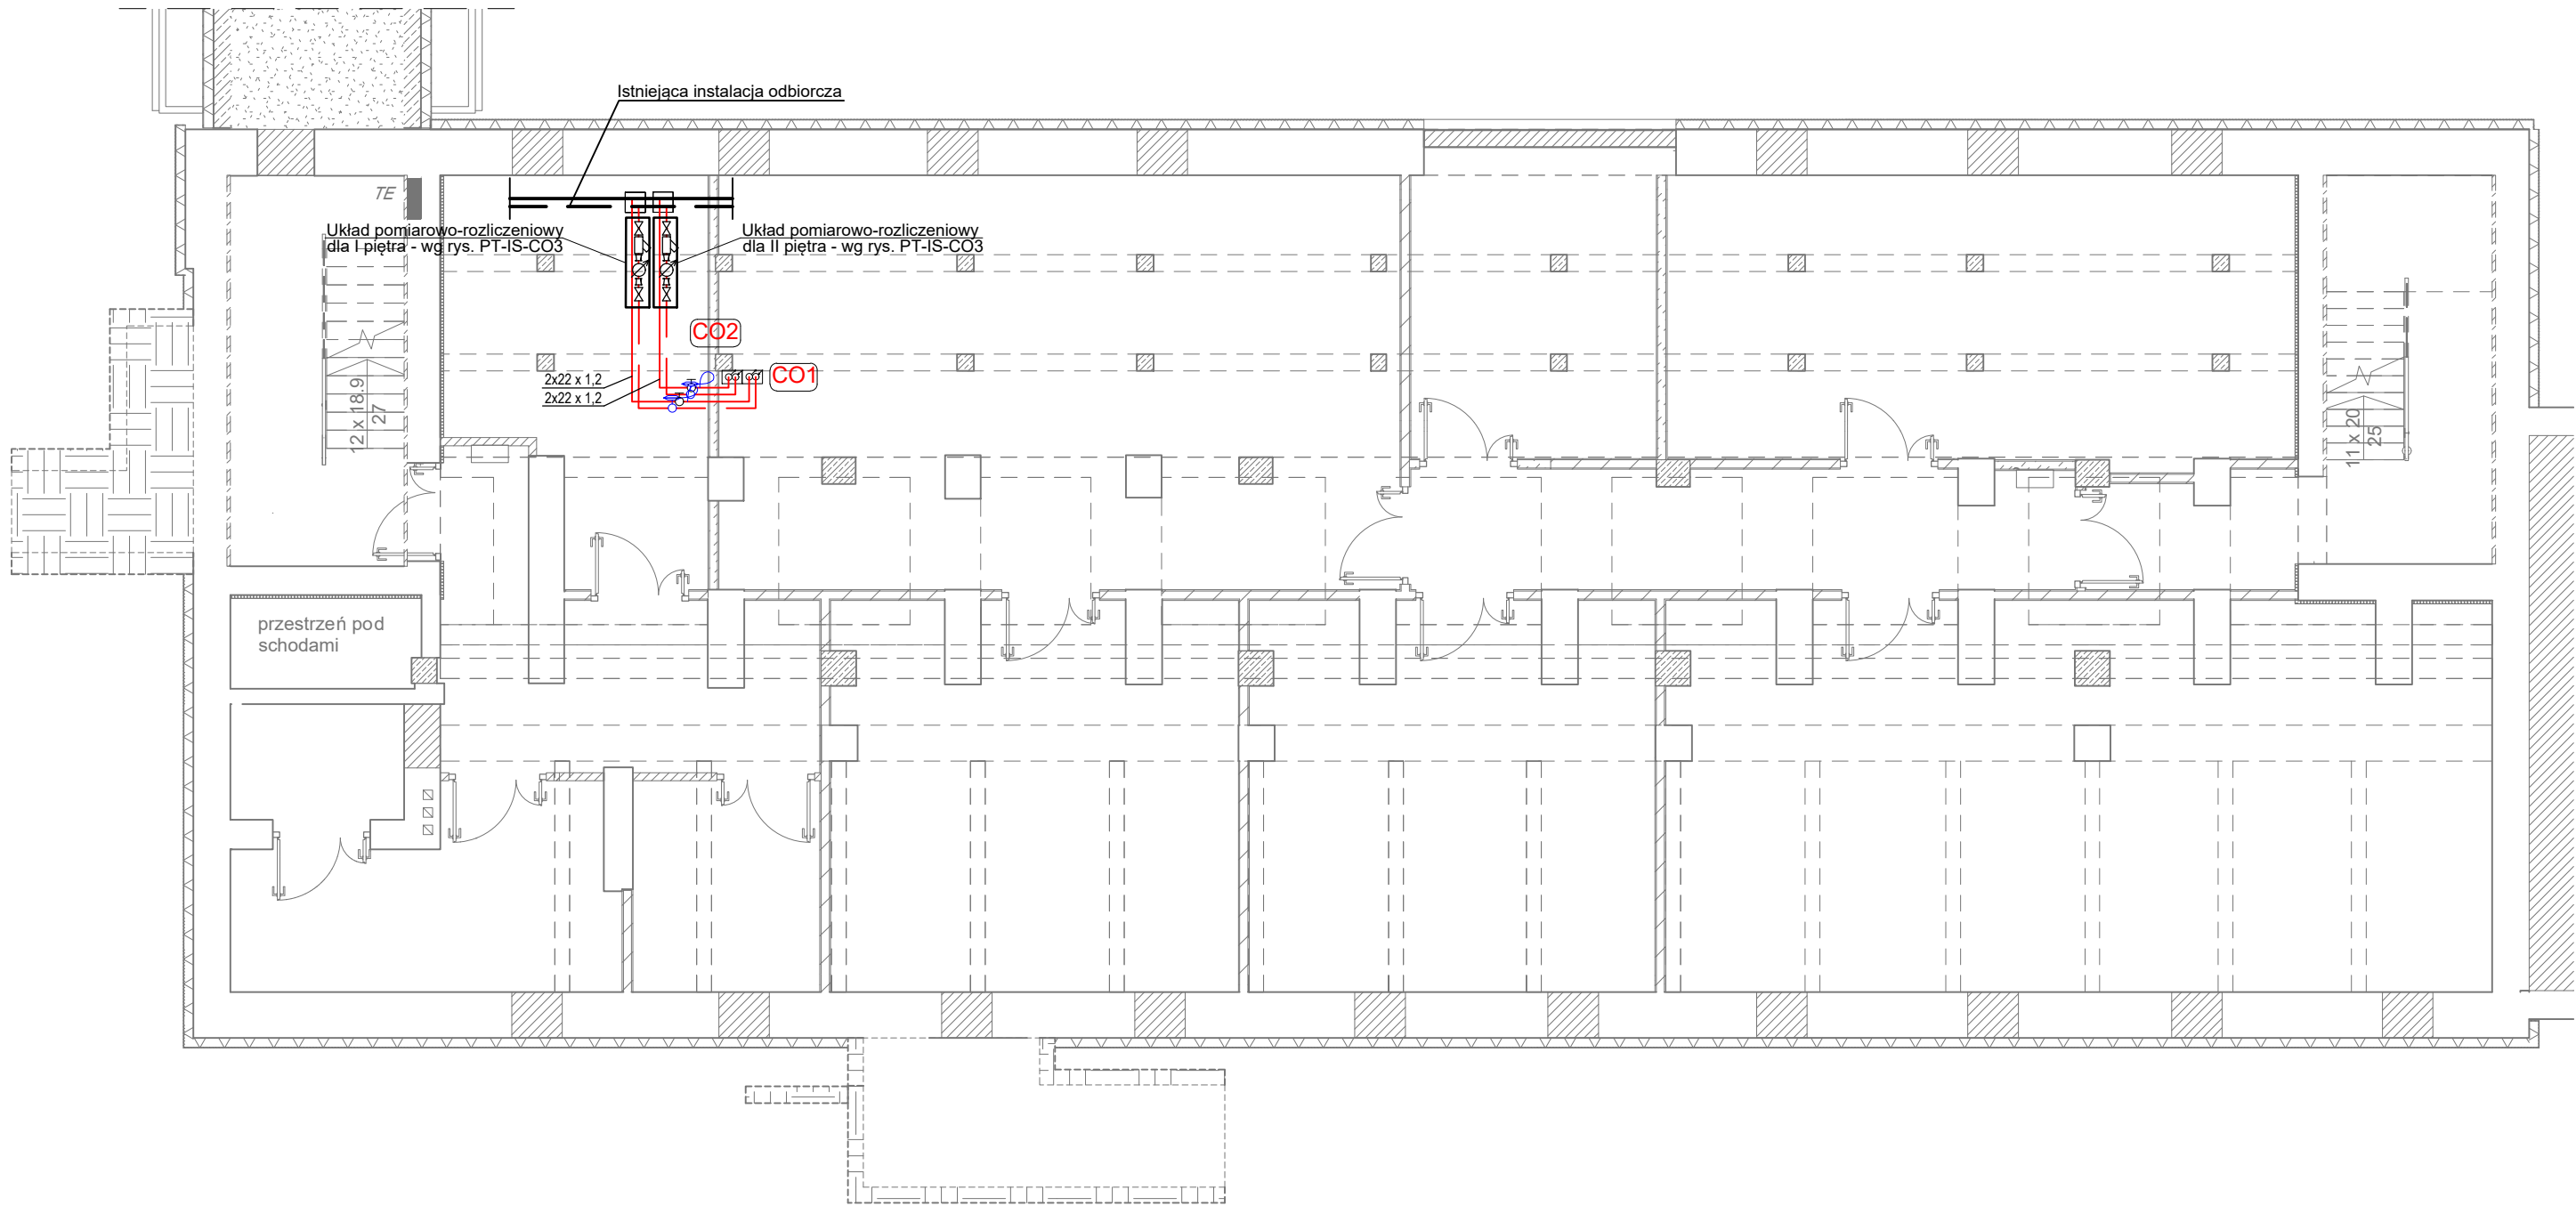 Istniejąca instalacja odbiorcza
TE
Układ pomiarowo-rozliczeniowy
dla I piętra - wg rys. PT-IS-CO3
Układ pomiarowo-rozliczeniowy
dla II piętra - wg rys. PT-IS-CO3
CO2
CO1
2x22 x 1,2
2x22 x 1,2
12 x 18.9
27
11 x 20
25
przestrzeń pod
schodami